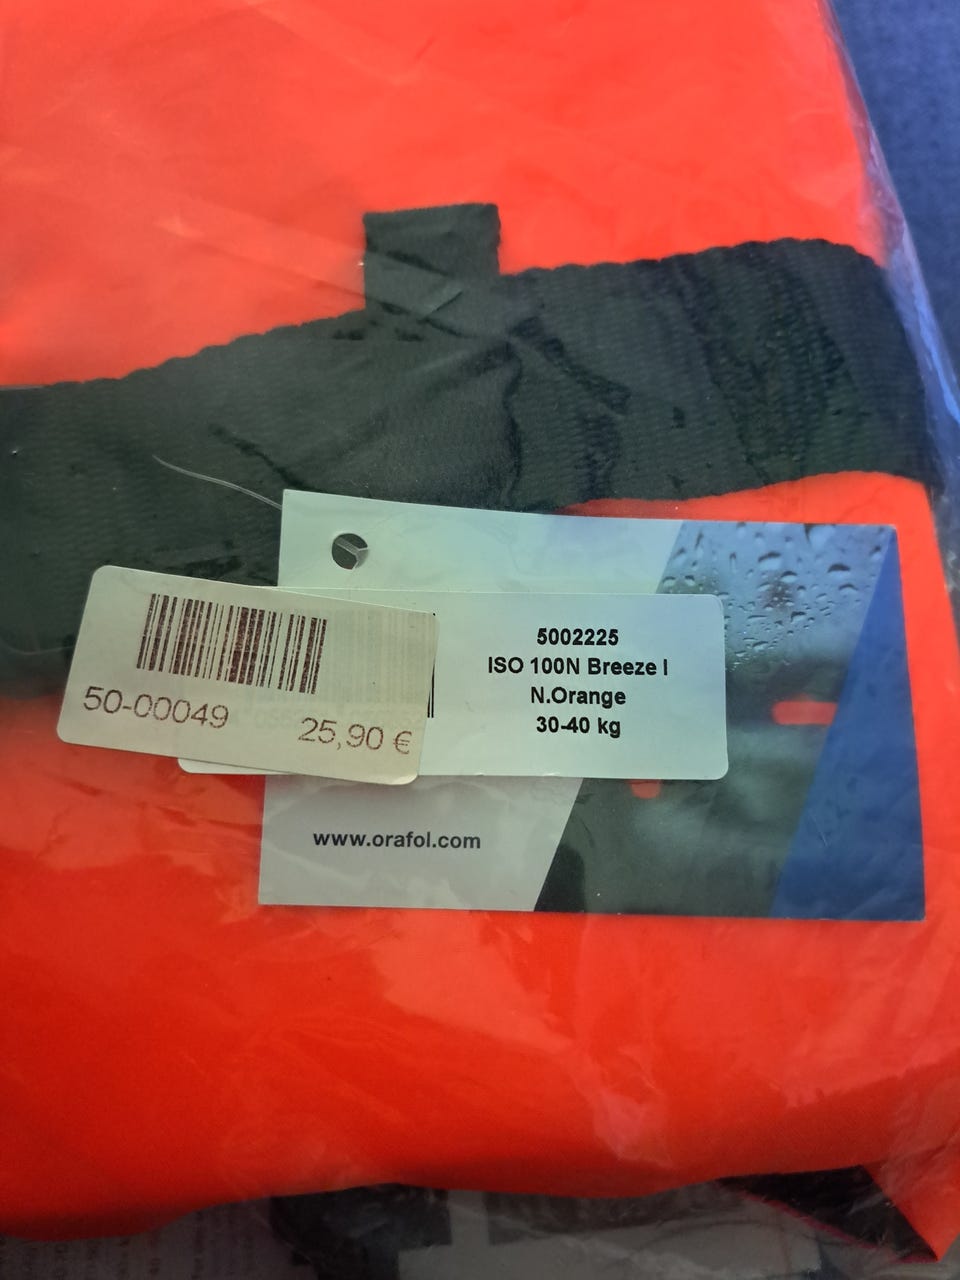 5002225
ISO 100N Breeze I
N.Orange
30-40 kg
50-00049
25,90 €
www.orafol.com